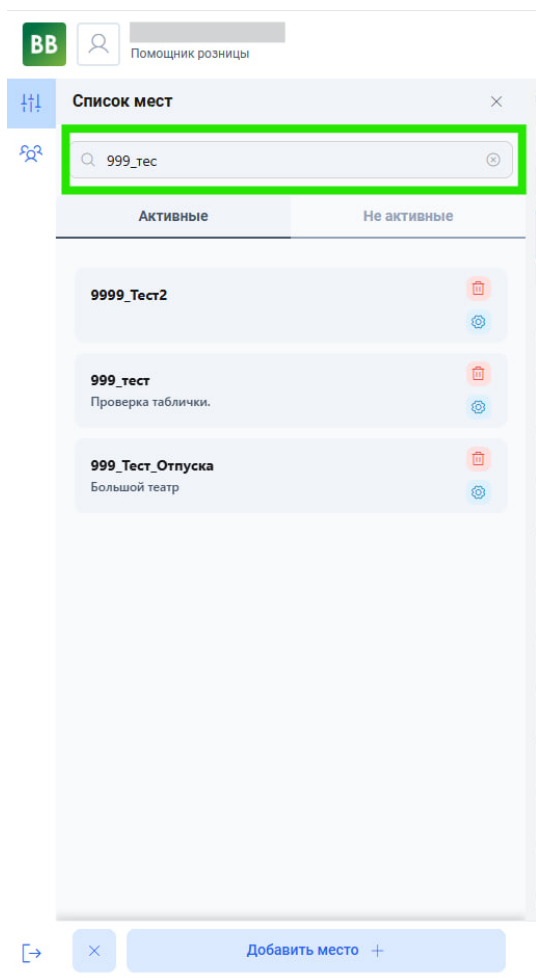 BB
Помощник розницы
Список мест
999_тес
Активные Не активные
9999_Тест2
999_тест
Проверка таблички.
999_Тест_Отпуска
Большой театр
Добавить место +